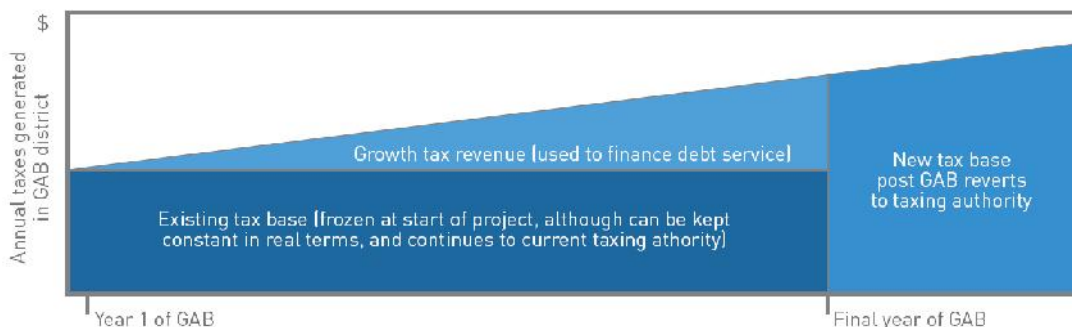 $
Annual taxes generated
in GAB district
Growth tax revenue (used to finance debt service)
Existing tax base (frozen at start of project, although can be kept
constant in real terms, and continues to current taxing athority)
New tax base
post GAB reverts
to taxing authority
Year 1 of GAB
Final year of GAB